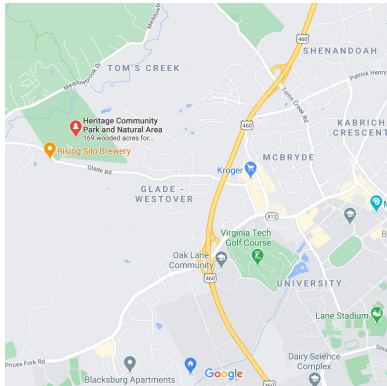 460
SHENANDOAH
TOM'S CREEK
Meadowbrook Dr
Patrick Henry
Toms Creek Rd
Heritage Community
Park and Natural Area
169 wooded acres for...
460
KABRICH
CRESCENT
Rising Silo Brewery
MCBRYDE
Glade Rd
Kroger
GLADE -
WESTOVER
412
Virginia Tech
Golf Course
Oak Lane
Community
460
UNIVERSITY
Lane Stadium
Prices Fork Rd
Dairy Science
Complex
Google
Blacksburg Apartments